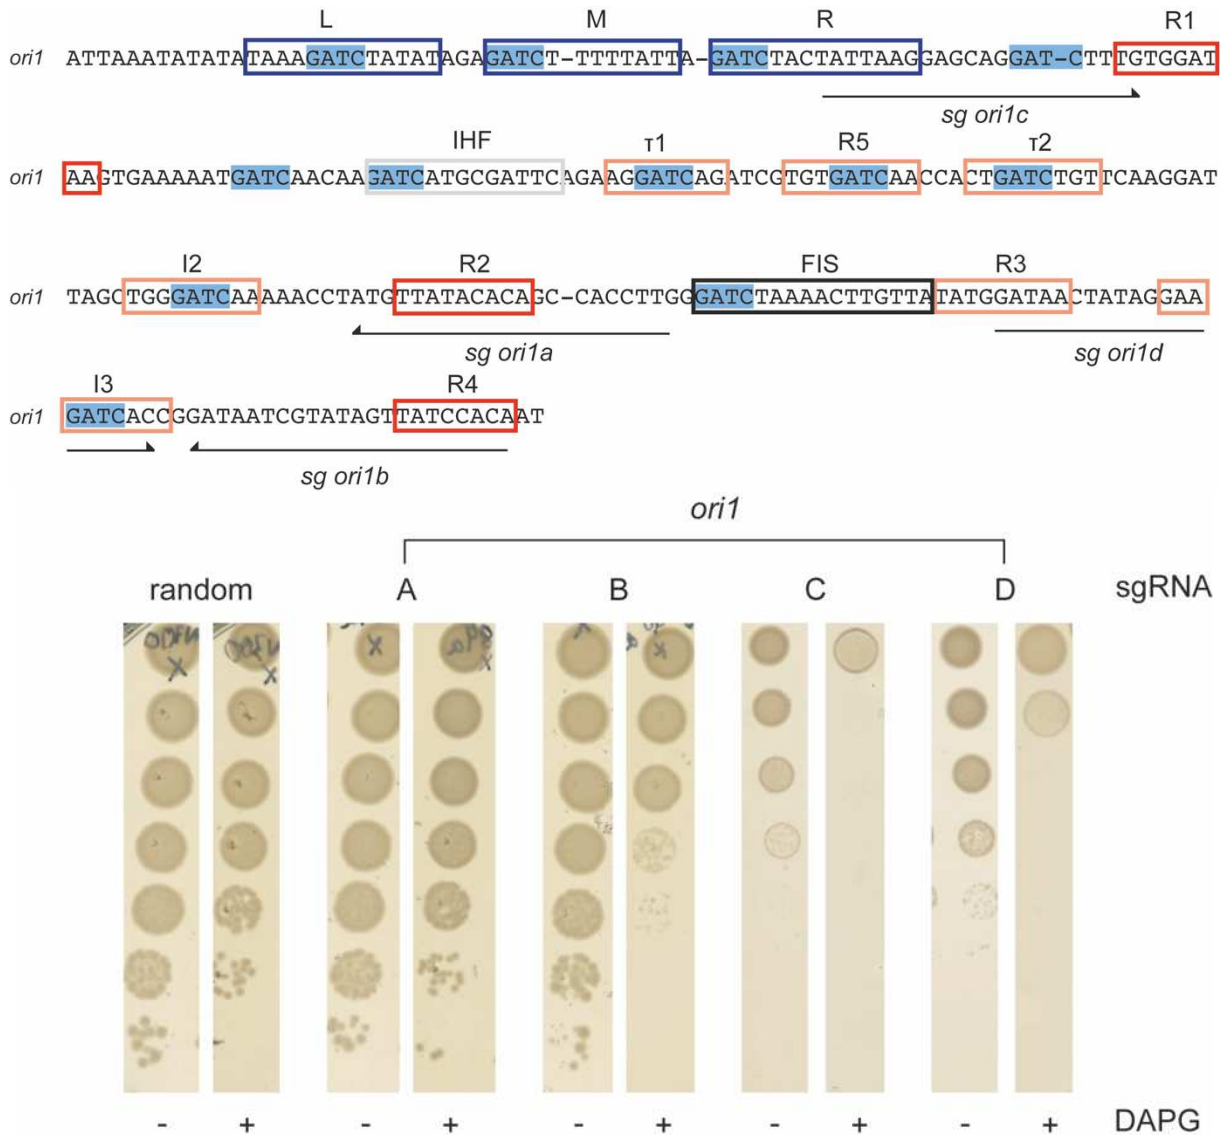 L M R R1
ori1 ATTAAATATATATAAAGATCTATATAGAGATCT-TTTTATTA-GATCTACTATTAAGGAGCAGGAT-CTTTGTGGAT
sg ori1c
IHF τ1 R5 τ2
ori1 AAGTGAAAAATGATCAACAAGATCATGCGATTCAGAAGGATCAGATCGTGTGATCAACCACTGATCTGTTCAAGGAT
I2 R2 FIS R3
ori1 TAGCTGGGATCAAAAACCTATGTTATACACAGC-CACCTTGGGATCTAAAACTTGTTATATGGATAACTATAGGAA
sg ori1a sg ori1d
I3 R4
ori1 GATCACCGGATAATCGTATAGTTATCCACAAT
sg ori1b
ori1
random A B C D sgRNA
- + - + - + - + - + DAPG